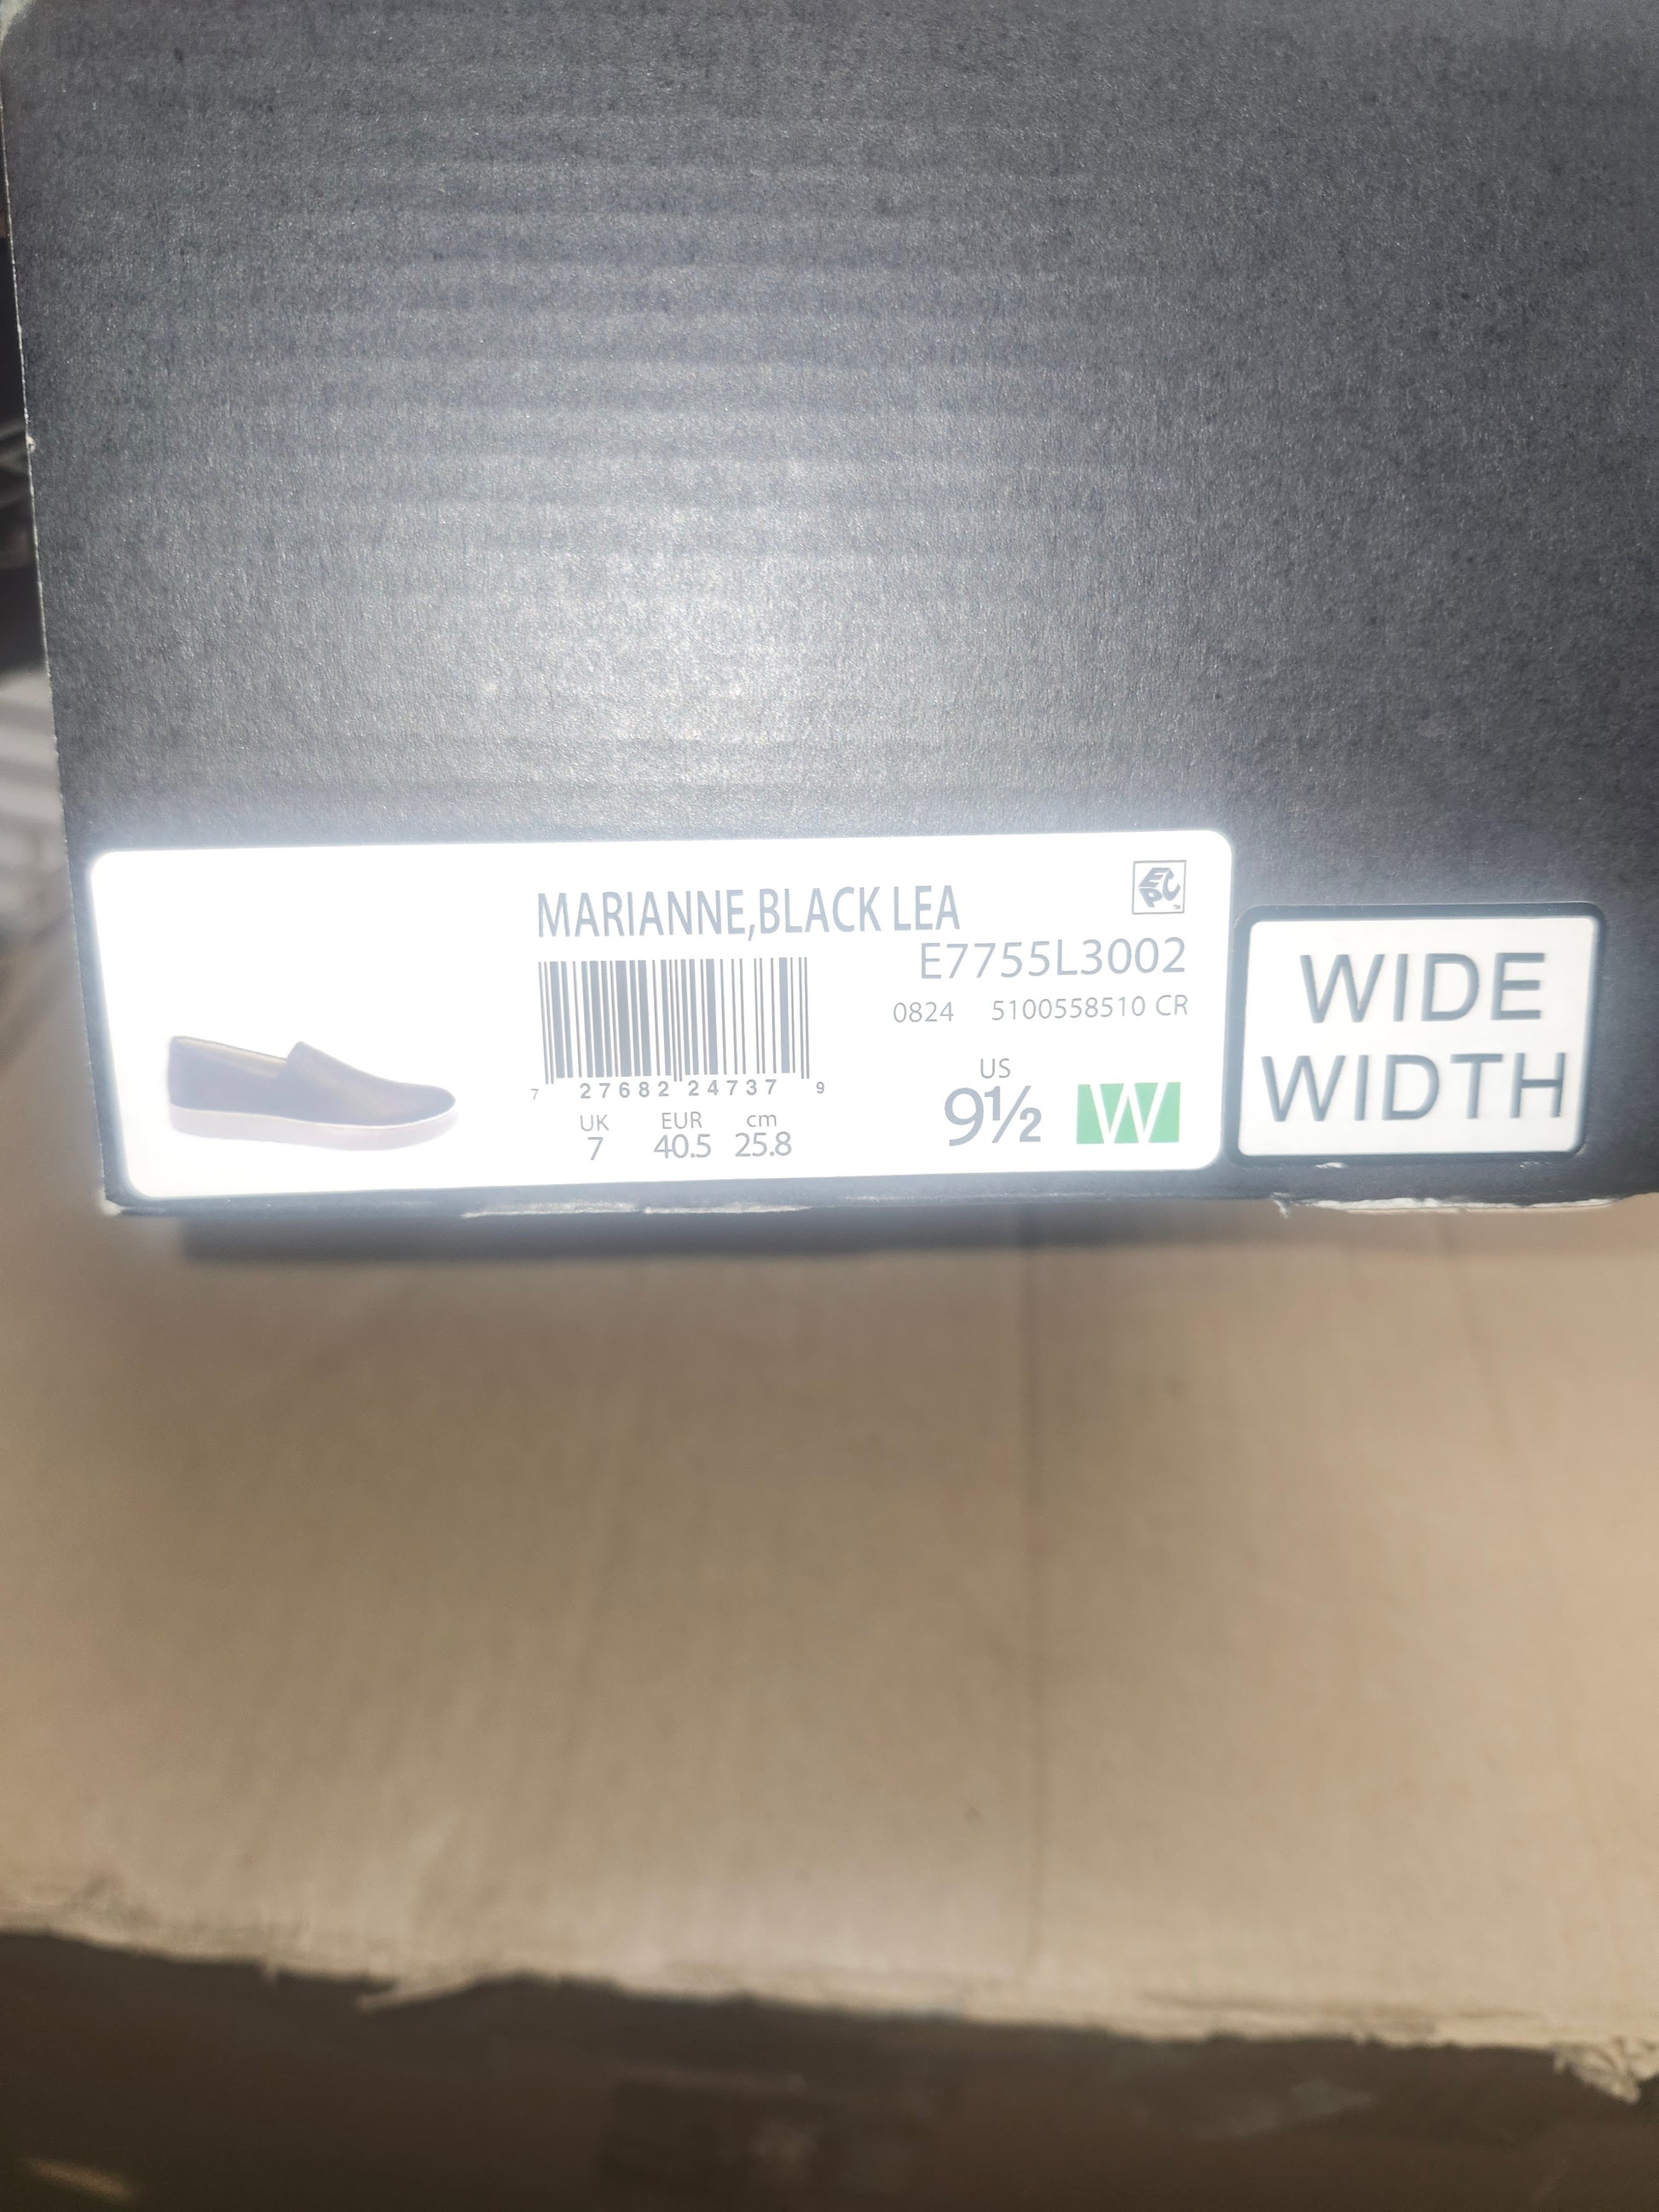 MARIANNE,BLACK LEA
EPC™
E7755L3002
0824 5100558510 CR
7 27682 24737 9
UK EUR cm
7 40.5 25.8
US
9½ W
WIDE
WIDTH